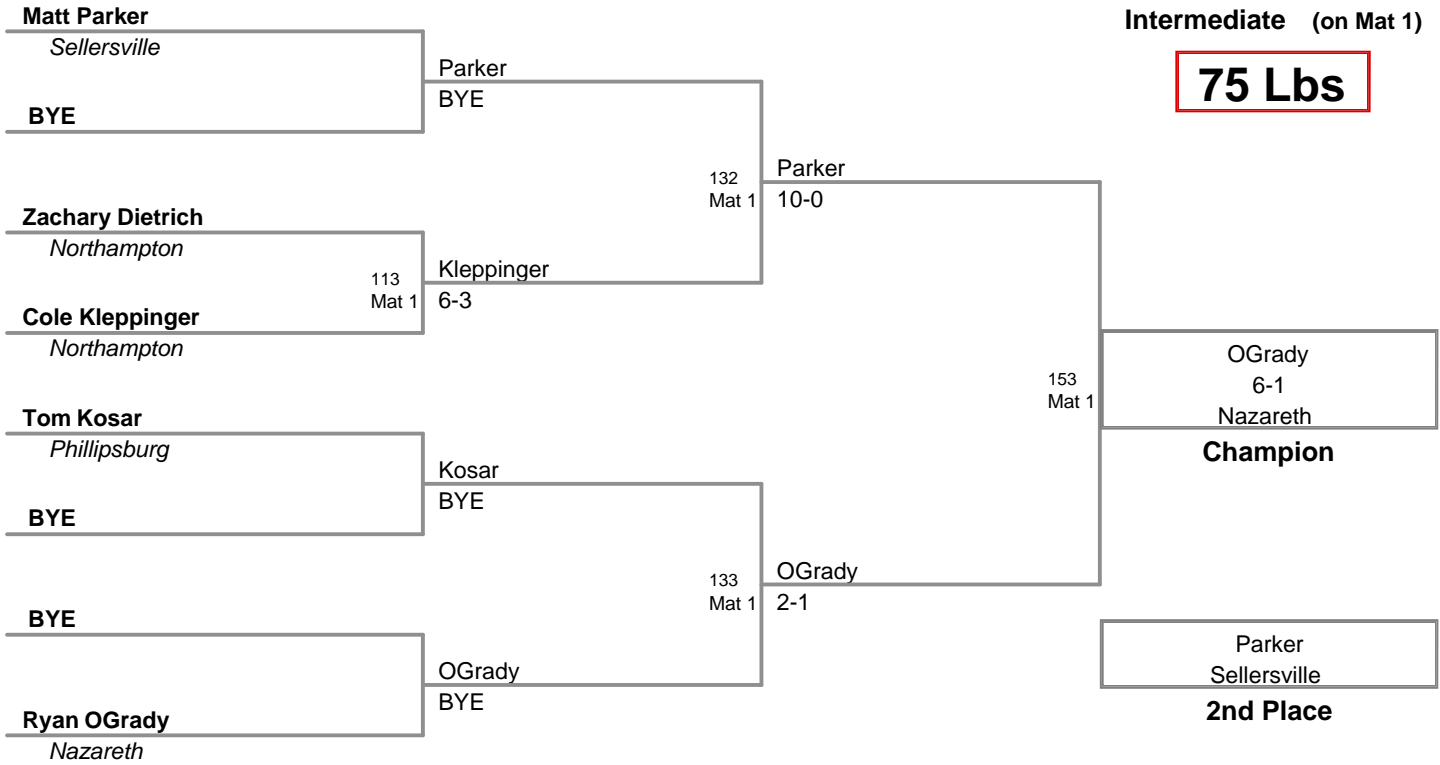 Matt Parker
Sellersville
BYE
Zachary Dietrich
Northampton
Cole Kleppinger
Northampton
Tom Kosar
Phillipsburg
BYE
BYE
Ryan OGrady
Nazareth
Parker
BYE
113
Mat 1
Kleppinger
6-3
Kosar
BYE
OGrady
BYE
132
Mat 1
Parker
10-0
133
Mat 1
OGrady
2-1
153
Mat 1
Intermediate (on Mat 1)
75 Lbs
OGrady
6-1
Nazareth
Champion
Parker
Sellersville
2nd Place